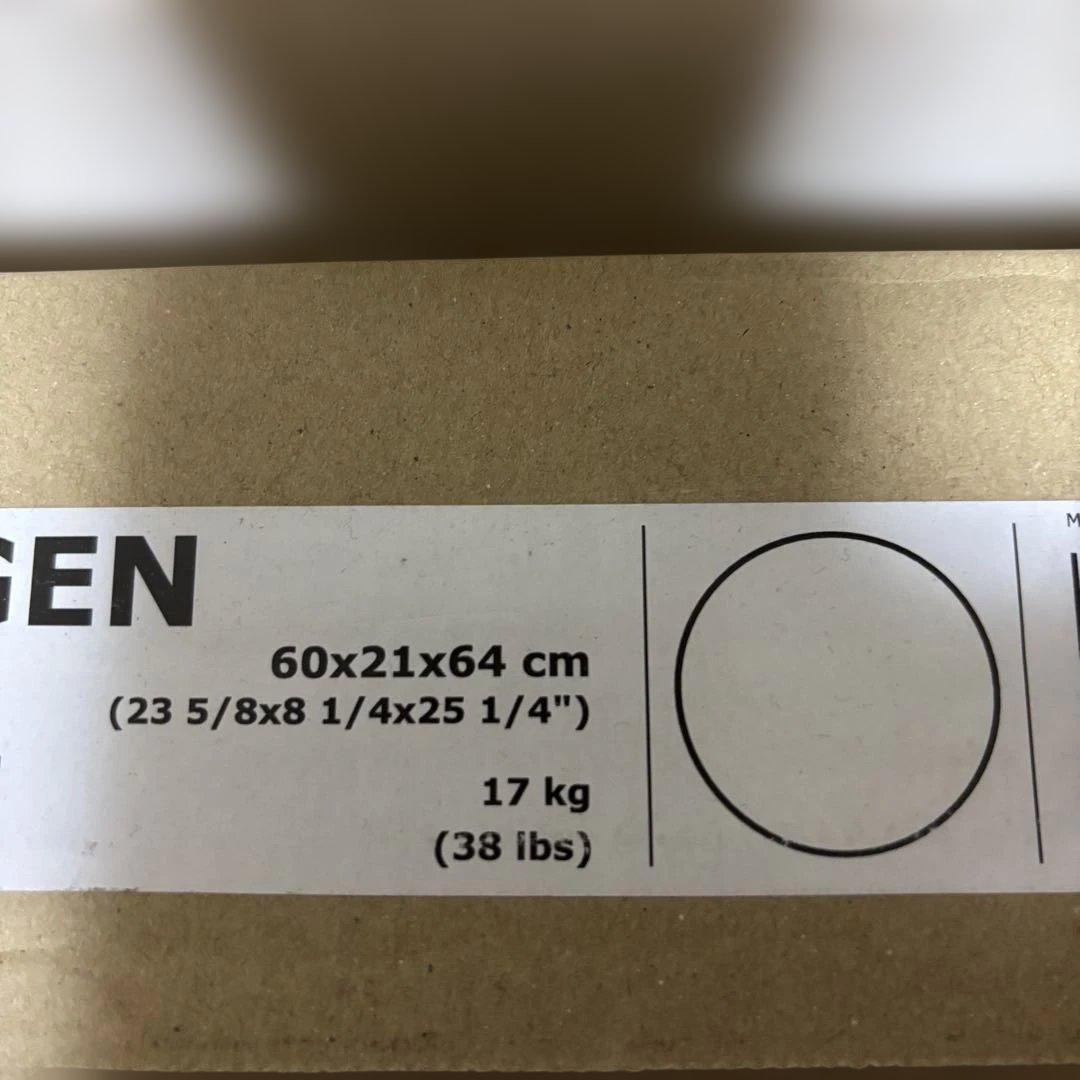 GEN
60x21x64 cm
(23 5/8x8 1/4x25 1/4")
17 kg
(38 lbs)
M